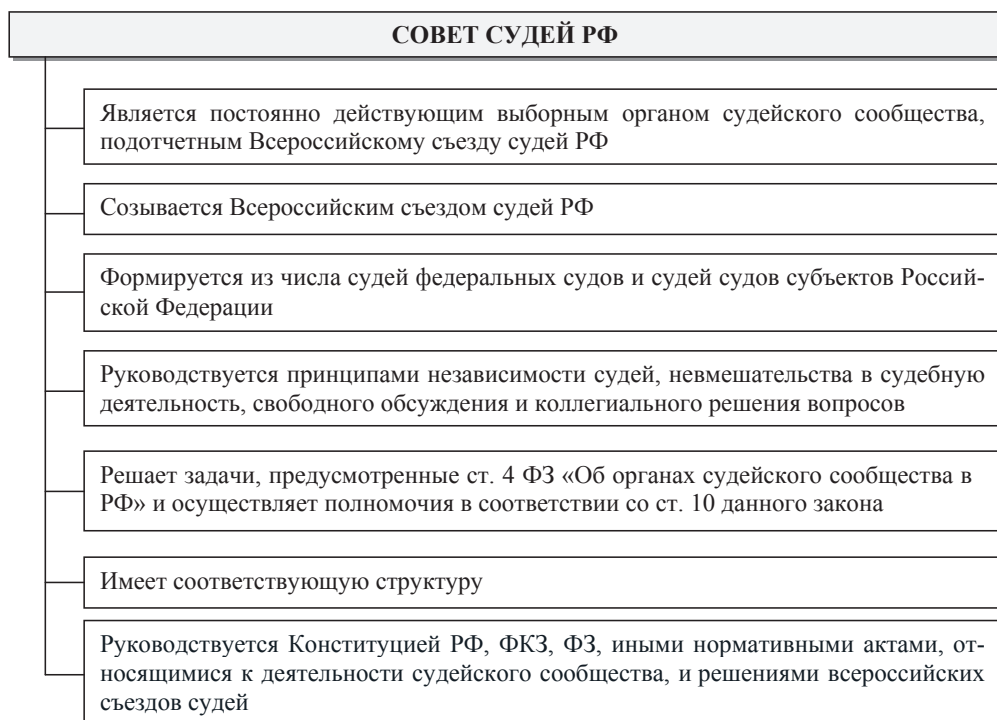 СОВЕТ СУДЕЙ РФ
Является постоянно действующим выборным органом судейского сообщества,
подотчетным Всероссийскому съезду судей РФ
Созывается Всероссийским съездом судей РФ
Формируется из числа судей федеральных судов и судей судов субъектов Россий-
ской Федерации
Руководствуется принципами независимости судей, невмешательства в судебную
деятельность, свободного обсуждения и коллегиального решения вопросов
Решает задачи, предусмотренные ст. 4 ФЗ «Об органах судейского сообщества в
РФ» и осуществляет полномочия в соответствии со ст. 10 данного закона
Имеет соответствующую структуру
Руководствуется Конституцией РФ, ФКЗ, ФЗ, иными нормативными актами, от-
носящимися к деятельности судейского сообщества, и решениями всероссийских
съездов судей